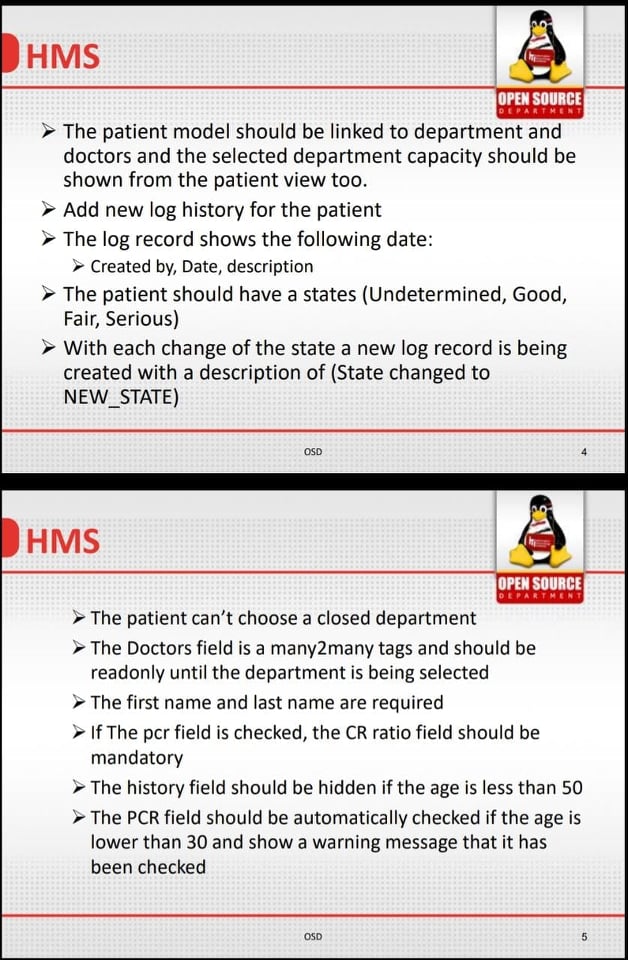 HMS
OPEN SOURCE
DEPARTMENT
➢ The patient model should be linked to department and
doctors and the selected department capacity should be
shown from the patient view too.
➢ Add new log history for the patient
➢ The log record shows the following date:
➢ Created by, Date, description
➢ The patient should have a states (Undetermined, Good,
Fair, Serious)
➢ With each change of the state a new log record is being
created with a description of (State changed to
NEW_STATE)
OSD
4
HMS
OPEN SOURCE
DEPARTMENT
➢ The patient can’t choose a closed department
➢ The Doctors field is a many2many tags and should be
readonly until the department is being selected
➢ The first name and last name are required
➢ If The pcr field is checked, the CR ratio field should be
mandatory
➢ The history field should be hidden if the age is less than 50
➢ The PCR field should be automatically checked if the age is
lower than 30 and show a warning message that it has
been checked
OSD
5